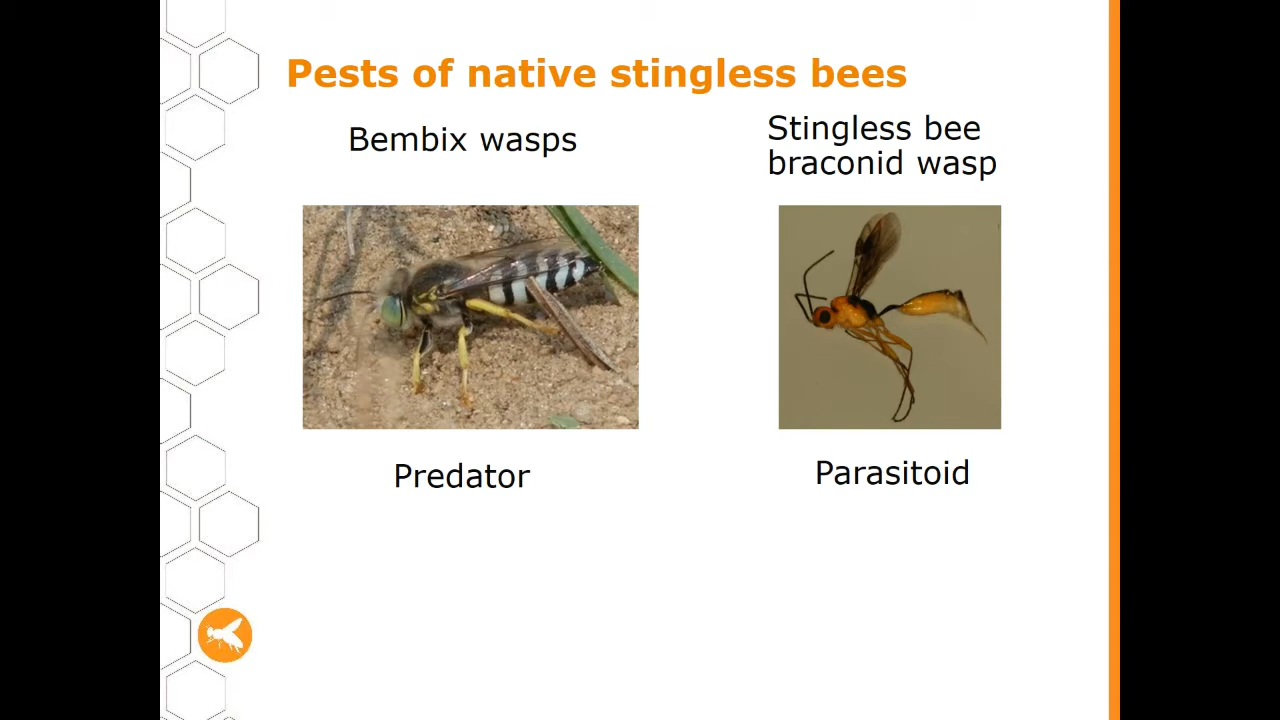 Pests of native stingless bees
Bembix wasps
Stingless bee
braconid wasp
Predator
Parasitoid